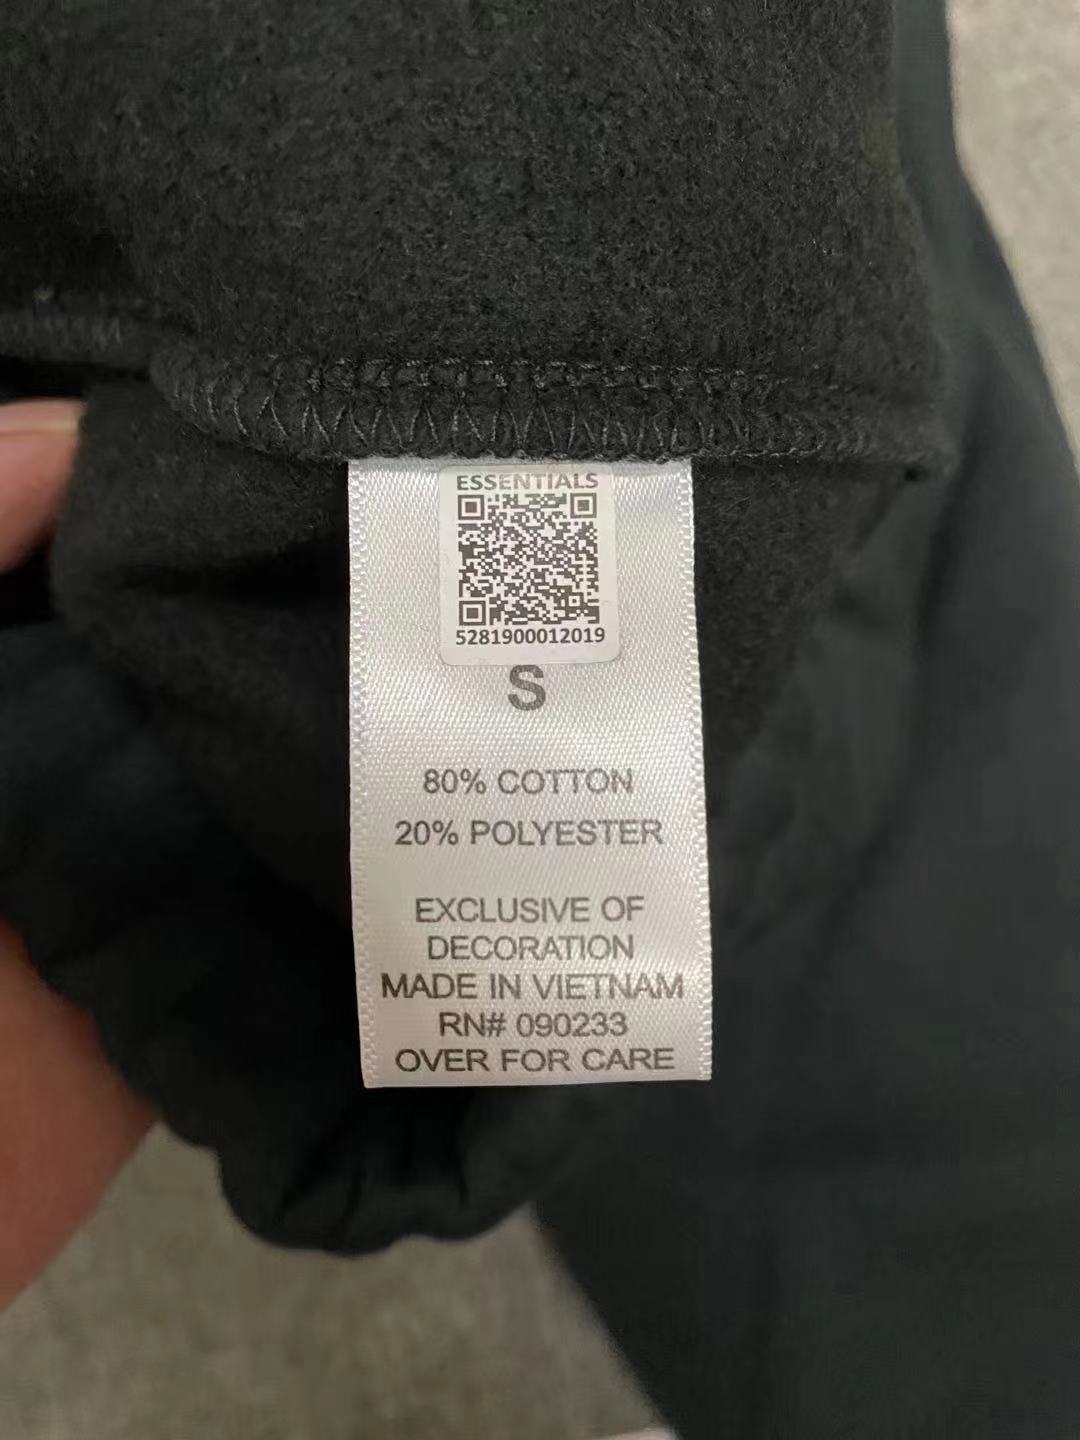 ESSENTIALS
5281900012019
S
80% COTTON
20% POLYESTER
EXCLUSIVE OF
DECORATION
MADE IN VIETNAM
RN# 090233
OVER FOR CARE